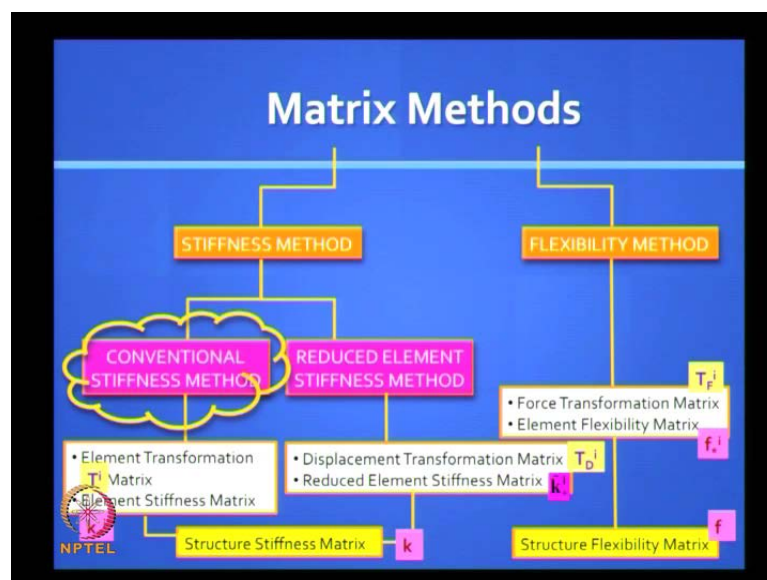 Matrix Methods
STIFFNESS METHOD
FLEXIBILITY METHOD
CONVENTIONAL
STIFFNESS METHOD
REDUCED ELEMENT
STIFFNESS METHOD
T_F^i
• Force Transformation Matrix
• Element Flexibility Matrix
f_*^i
• Element Transformation
T^i Matrix
• Element Stiffness Matrix
k
• Displacement Transformation Matrix T_D^i
• Reduced Element Stiffness Matrix
NPTEL
Structure Stiffness Matrix k
Structure Flexibility Matrix f